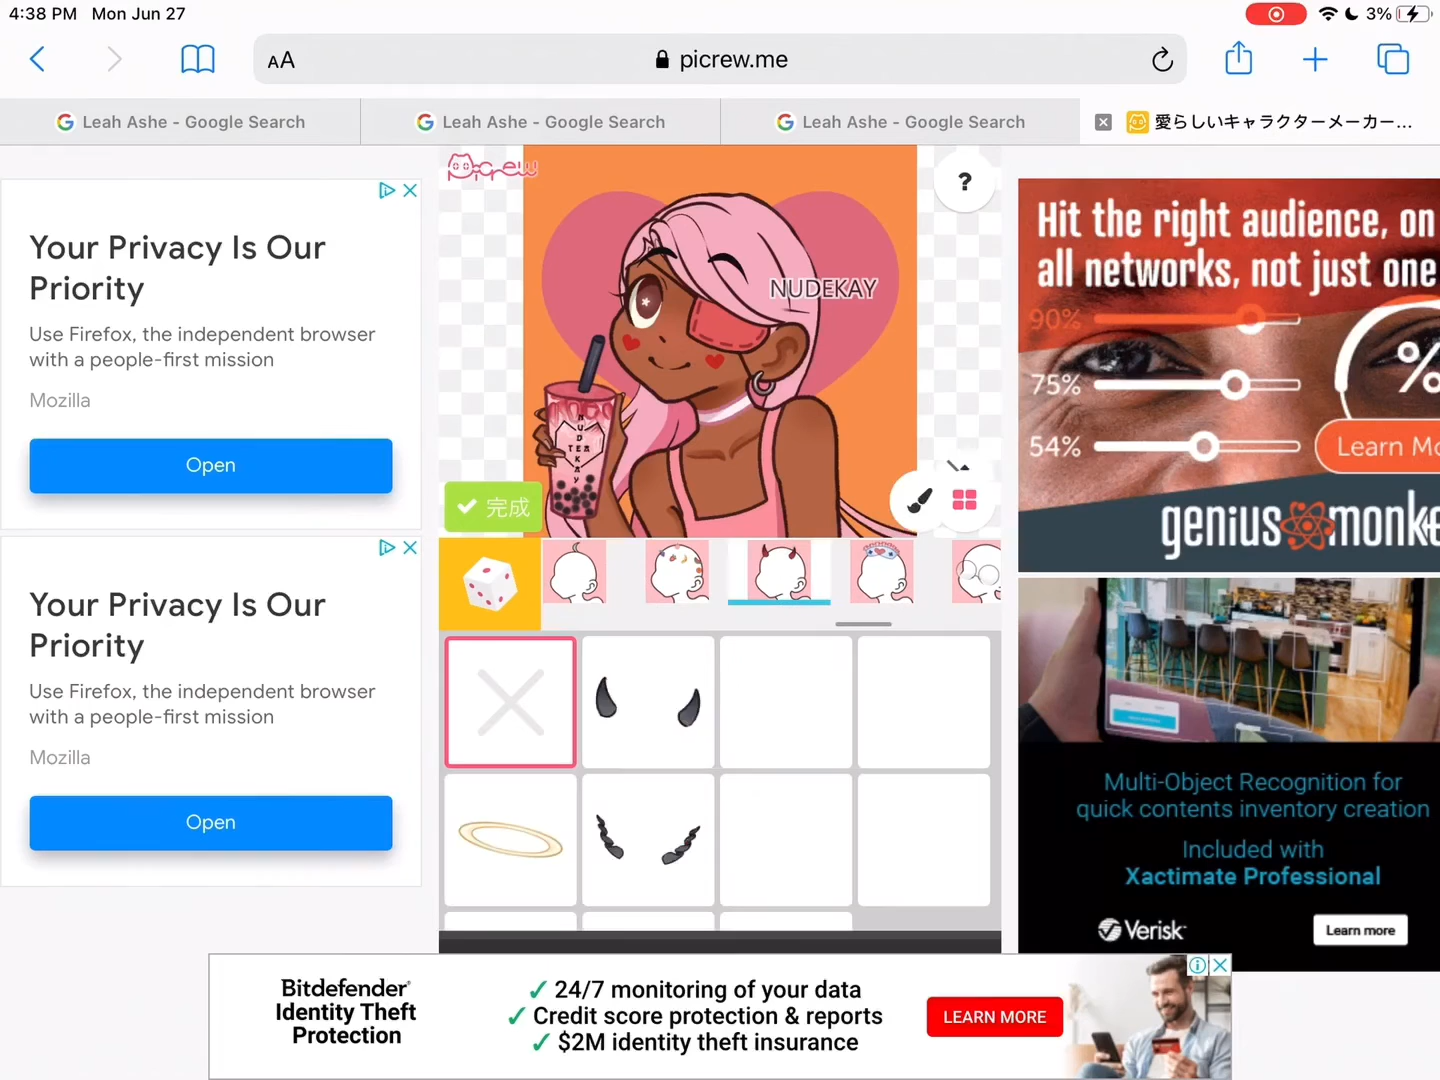 4:38 PM Mon Jun 27
3%
AA
picrew.me
Leah Ashe - Google Search
Leah Ashe - Google Search
Leah Ashe - Google Search
愛らしいキャラクターメーカー...
Your Privacy Is Our
Priority
Use Firefox, the independent browser
with a people-first mission
Mozilla
Open
Your Privacy Is Our
Priority
Use Firefox, the independent browser
with a people-first mission
Mozilla
Open
Picrew
?
NUDEKAY
NUDEKAY
完成
Hit the right audience, on
all networks, not just one
90%
75%
54%
%
Learn Mo
genius monke
Multi-Object Recognition for
quick contents inventory creation
Included with
Xactimate Professional
Verisk
Learn more
Bitdefender
Identity Theft
Protection
✓ 24/7 monitoring of your data
✓ Credit score protection & reports
✓ $2M identity theft insurance
LEARN MORE